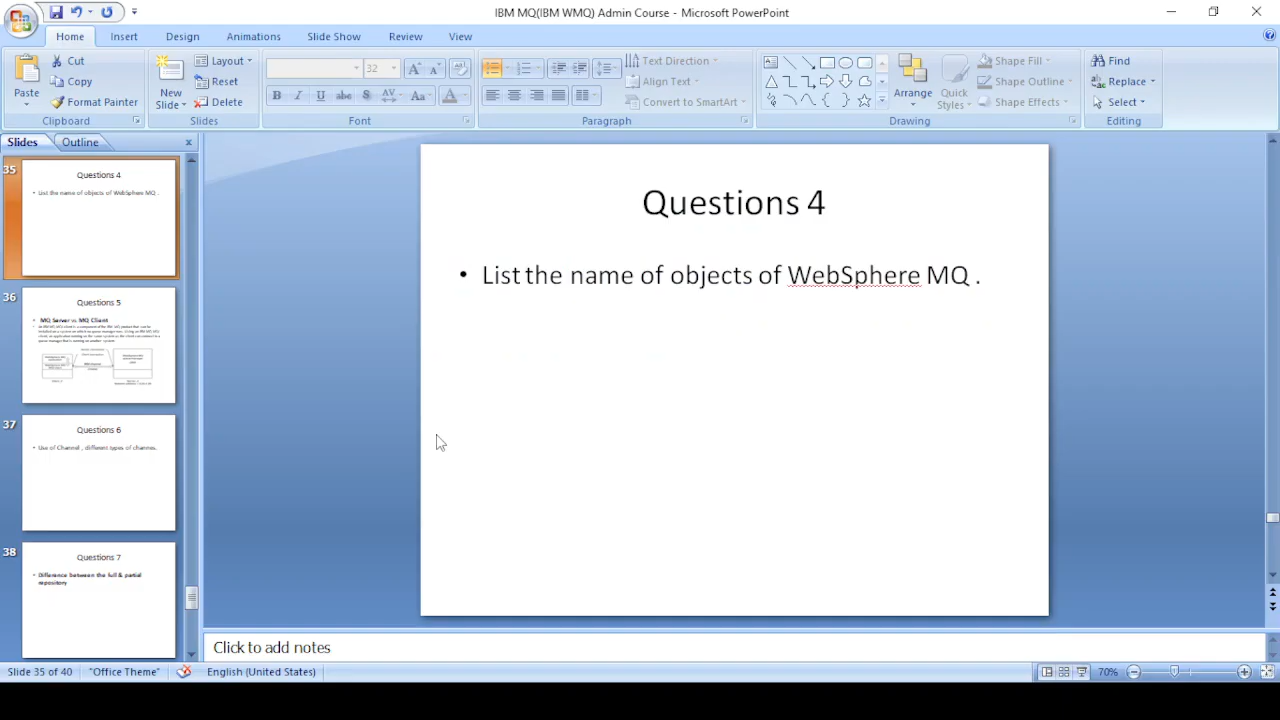 IBM MQ(IBM WMQ) Admin Course - Microsoft PowerPoint
Home Insert Design Animations Slide Show Review View
Paste
Cut
Copy
Format Painter
Clipboard
New
Slide
Layout
Reset
Delete
Slides
32
B I U abc S AV Aa A
Font
Text Direction
Align Text
Convert to SmartArt
Paragraph
Arrange
Quick
Styles
Shape Fill
Shape Outline
Shape Effects
Drawing
Find
Replace
Select
Editing
Slides Outline
35
Questions 4
• List the name of objects of WebSphere MQ .
36
Questions 5
• MQ Server vs MQ Client
37
Questions 6
• Use of Channel , different types of channel.
38
Questions 7
• Difference between the full & partial
repository
Questions 4
• List the name of objects of WebSphere MQ .
Click to add notes
Slide 35 of 40 "Office Theme" English (United States) 70%